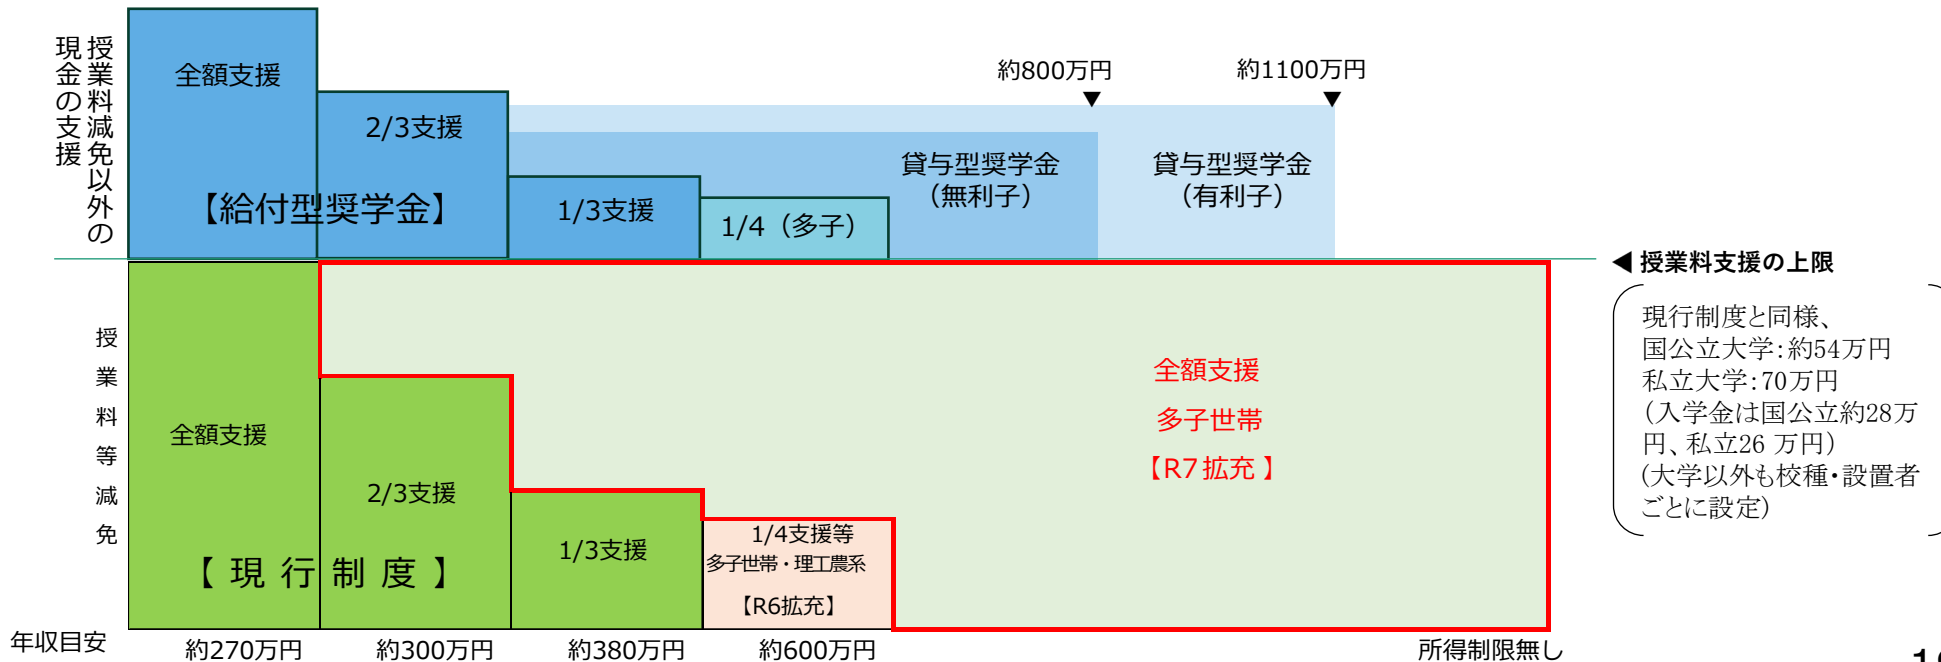 授業料減免以外の
現金の支援
全額支援
2/3支援
【給付型奨学金】
1/3支援
1/4（多子）
約800万円
▼
約1100万円
▼
貸与型奨学金
（無利子）
貸与型奨学金
（有利子）
◀ 授業料支援の上限
現行制度と同様、
国公立大学：約54万円
私立大学：70万円
（入学金は国公立約28万
円、私立26 万円）
（大学以外も校種・設置者
ごとに設定）
授業料等減免
全額支援
2/3支援
【 現 行 制 度 】
1/3支援
1/4支援等
多子世帯・理工農系
【R6拡充】
全額支援
多子世帯
【R7拡充 】
年収目安
約270万円
約300万円
約380万円
約600万円
所得制限無し